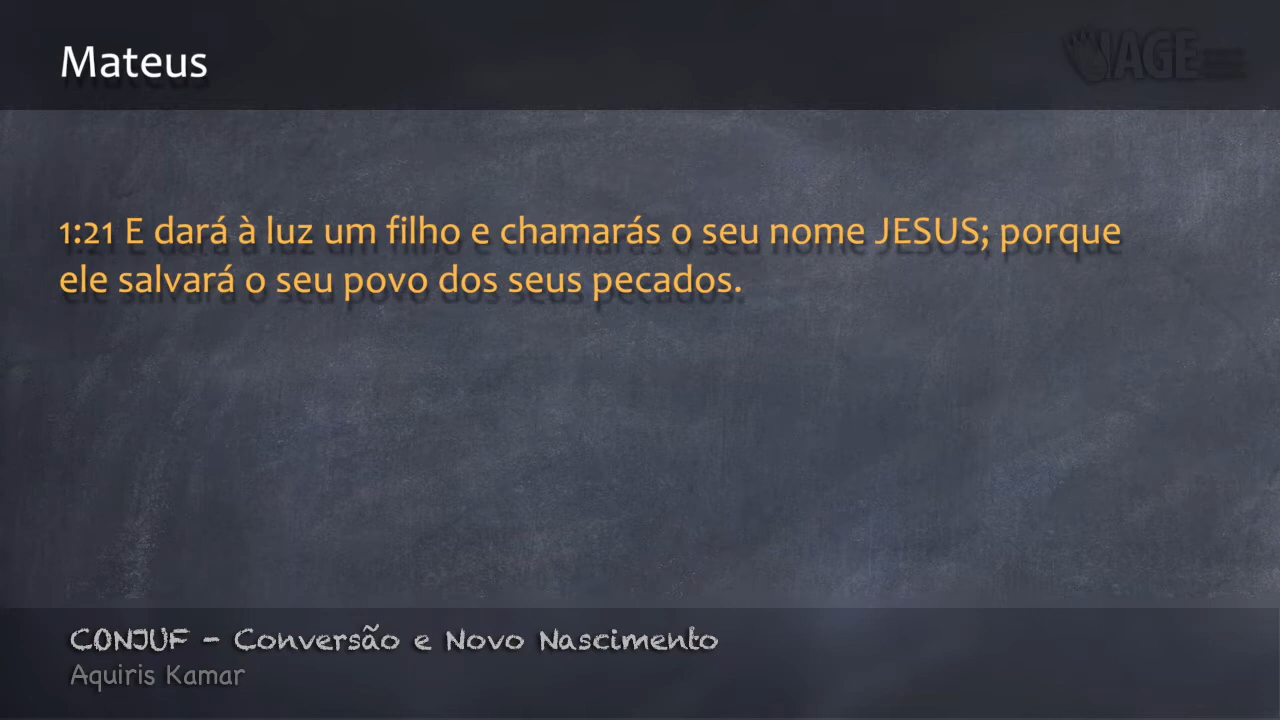 Mateus
IAGE
1:21 E dará à luz um filho e chamarás o seu nome JESUS; porque
ele salvará o seu povo dos seus pecados.
CONJUF - Conversão e Novo Nascimento
Aquiris Kamar